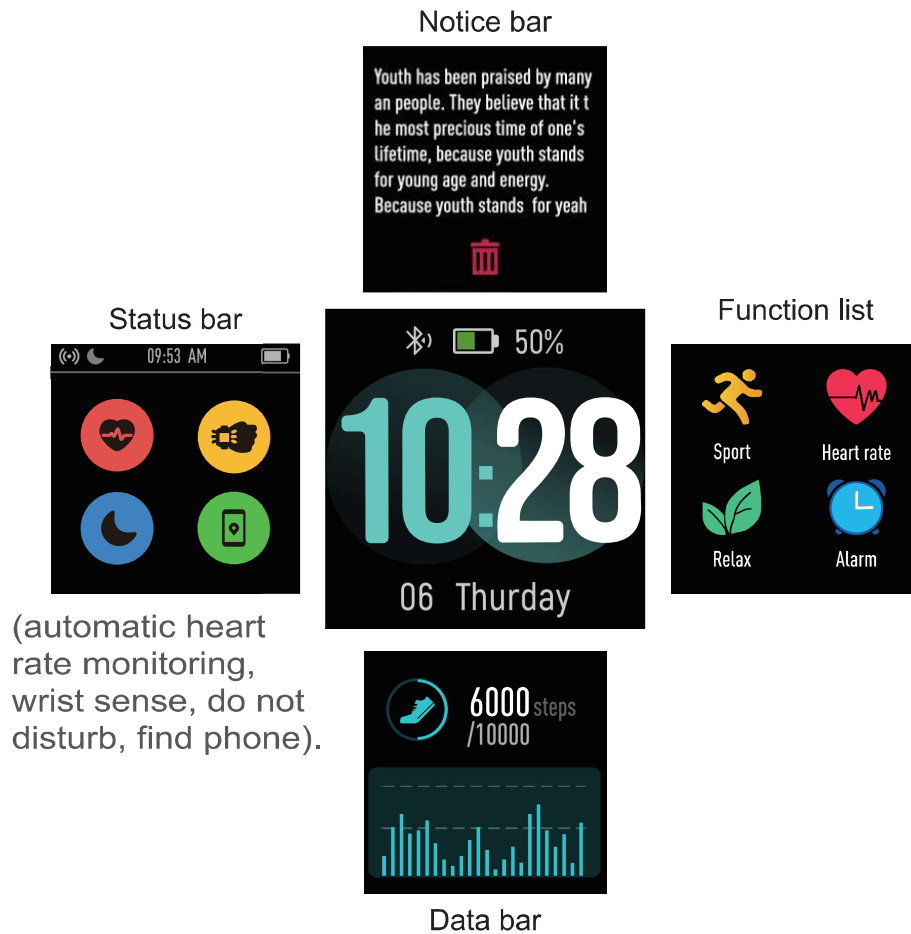 Notice bar
Youth has been praised by many
an people. They believe that it t
he most precious time of one's
lifetime, because youth stands
for young age and energy.
Because youth stands for yeah
Status bar
09:53 AM
50%
10:28
06 Thurday
Function list
Sport
Heart rate
Relax
Alarm
(automatic heart
rate monitoring,
wrist sense, do not
disturb, find phone).
6000 steps
/10000
Data bar